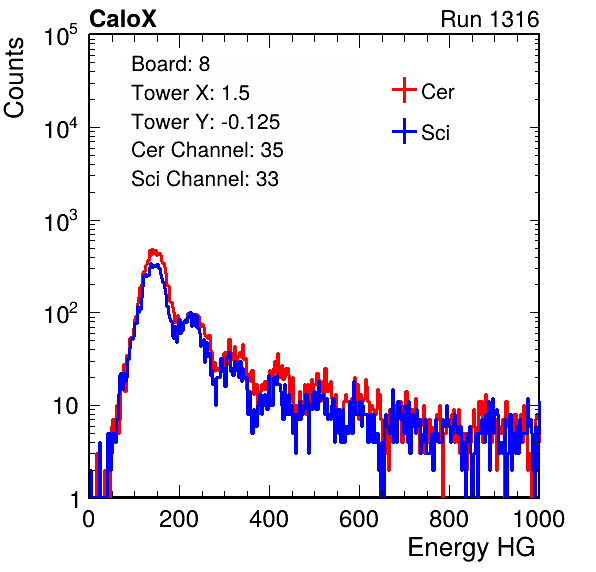 CaloX Run 1316
Counts
10^5
10^4
10^3
10^2
10
1
Board: 8
Tower X: 1.5
Tower Y: -0.125
Cer Channel: 35
Sci Channel: 33
Cer
Sci
0 200 400 600 800 1000
Energy HG